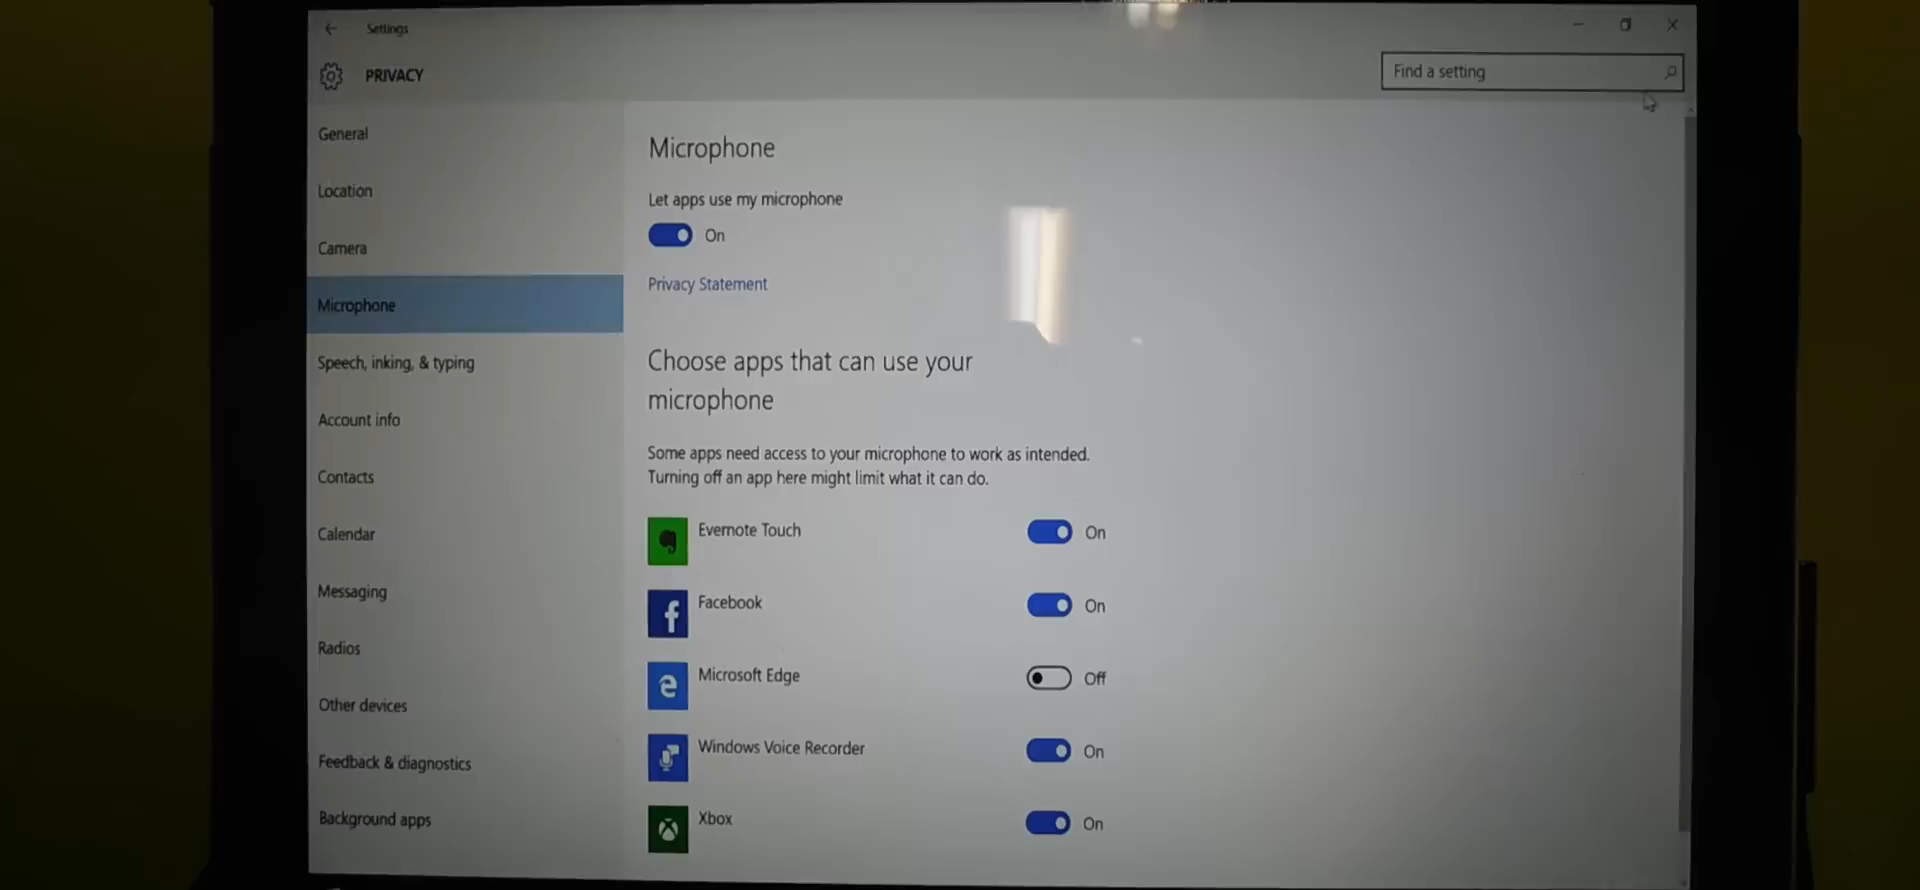 Settings
PRIVACY
Find a setting
General
Location
Camera
Microphone
Speech, inking, & typing
Account info
Contacts
Calendar
Messaging
Radios
Other devices
Feedback & diagnostics
Background apps
Microphone
Let apps use my microphone
On
Privacy Statement
Choose apps that can use your
microphone
Some apps need access to your microphone to work as intended.
Turning off an app here might limit what it can do.
Evernote Touch On
Facebook On
Microsoft Edge Off
Windows Voice Recorder On
Xbox On